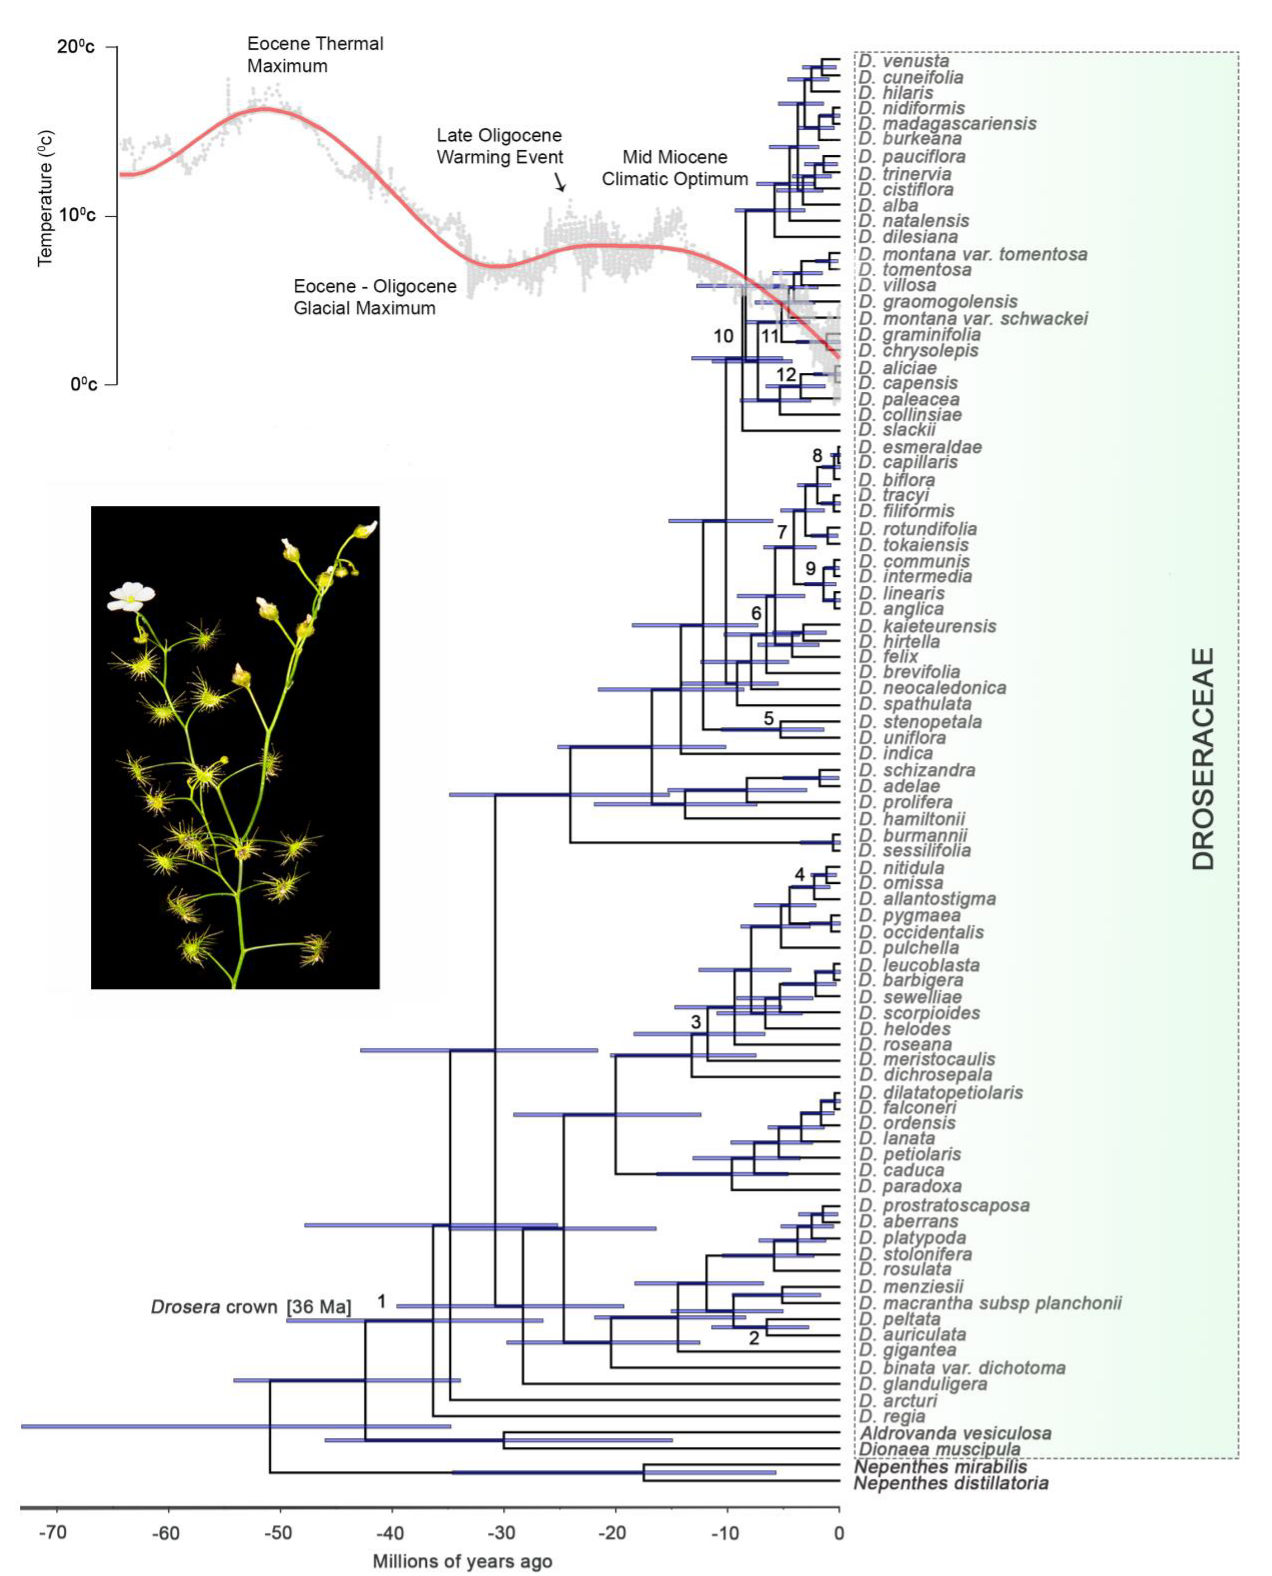 20⁰c
Eocene Thermal
Maximum
Late Oligocene
Warming Event
Mid Miocene
Climatic Optimum
Temperature (⁰c)
10⁰c
Eocene - Oligocene
Glacial Maximum
0⁰c
D. venusta
D. cuneifolia
D. hilaris
D. nidiformis
D. madagascariensis
D. burkeana
D. pauciflora
D. trinervia
D. cistiflora
D. alba
D. natalensis
D. dilesiana
D. montana var. tomentosa
D. tomentosa
D. villosa
D. graomogolensis
D. montana var. schwackei
10
11
D. graminifolia
D. chrysolepis
D. aliciae
12
D. capensis
D. paleacea
D. collinsiae
D. slackii
D. esmeraldae
8
D. capillaris
D. biflora
D. tracyi
D. filiformis
D. rotundifolia
7
D. tokaiensis
D. communis
9
D. intermedia
D. linearis
D. anglica
6
D. kaieteurensis
D. hirtella
D. felix
D. brevifolia
D. neocaledonica
D. spathulata
5
D. stenopetala
D. uniflora
D. indica
D. schizandra
D. adelae
D. prolifera
D. hamiltonii
D. burmannii
D. sessilifolia
DROSERACEAE
D. nitidula
4
D. omissa
D. allantostigma
D. pygmaea
D. occidentalis
D. pulchella
D. leucoblasta
D. barbigera
D. sewelliae
D. scorpioides
3
D. helodes
D. roseana
D. meristocaulis
D. dichrosepala
D. dilatatopetiolaris
D. falconeri
D. ordensis
D. lanata
D. petiolaris
D. caduca
D. paradoxa
D. prostratoscaposa
D. aberrans
D. platypoda
D. stolonifera
D. rosulata
D. menziesii
Drosera crown [36 Ma]
1
D. macrantha subsp planchonii
D. peltata
2
D. auriculata
D. gigantea
D. binata var. dichotoma
D. glanduligera
D. arcturi
D. regia
Aldrovanda vesiculosa
Dionaea muscipula
Nepenthes mirabilis
Nepenthes distillatoria
-70 -60 -50 -40 -30 -20 -10 0
Millions of years ago